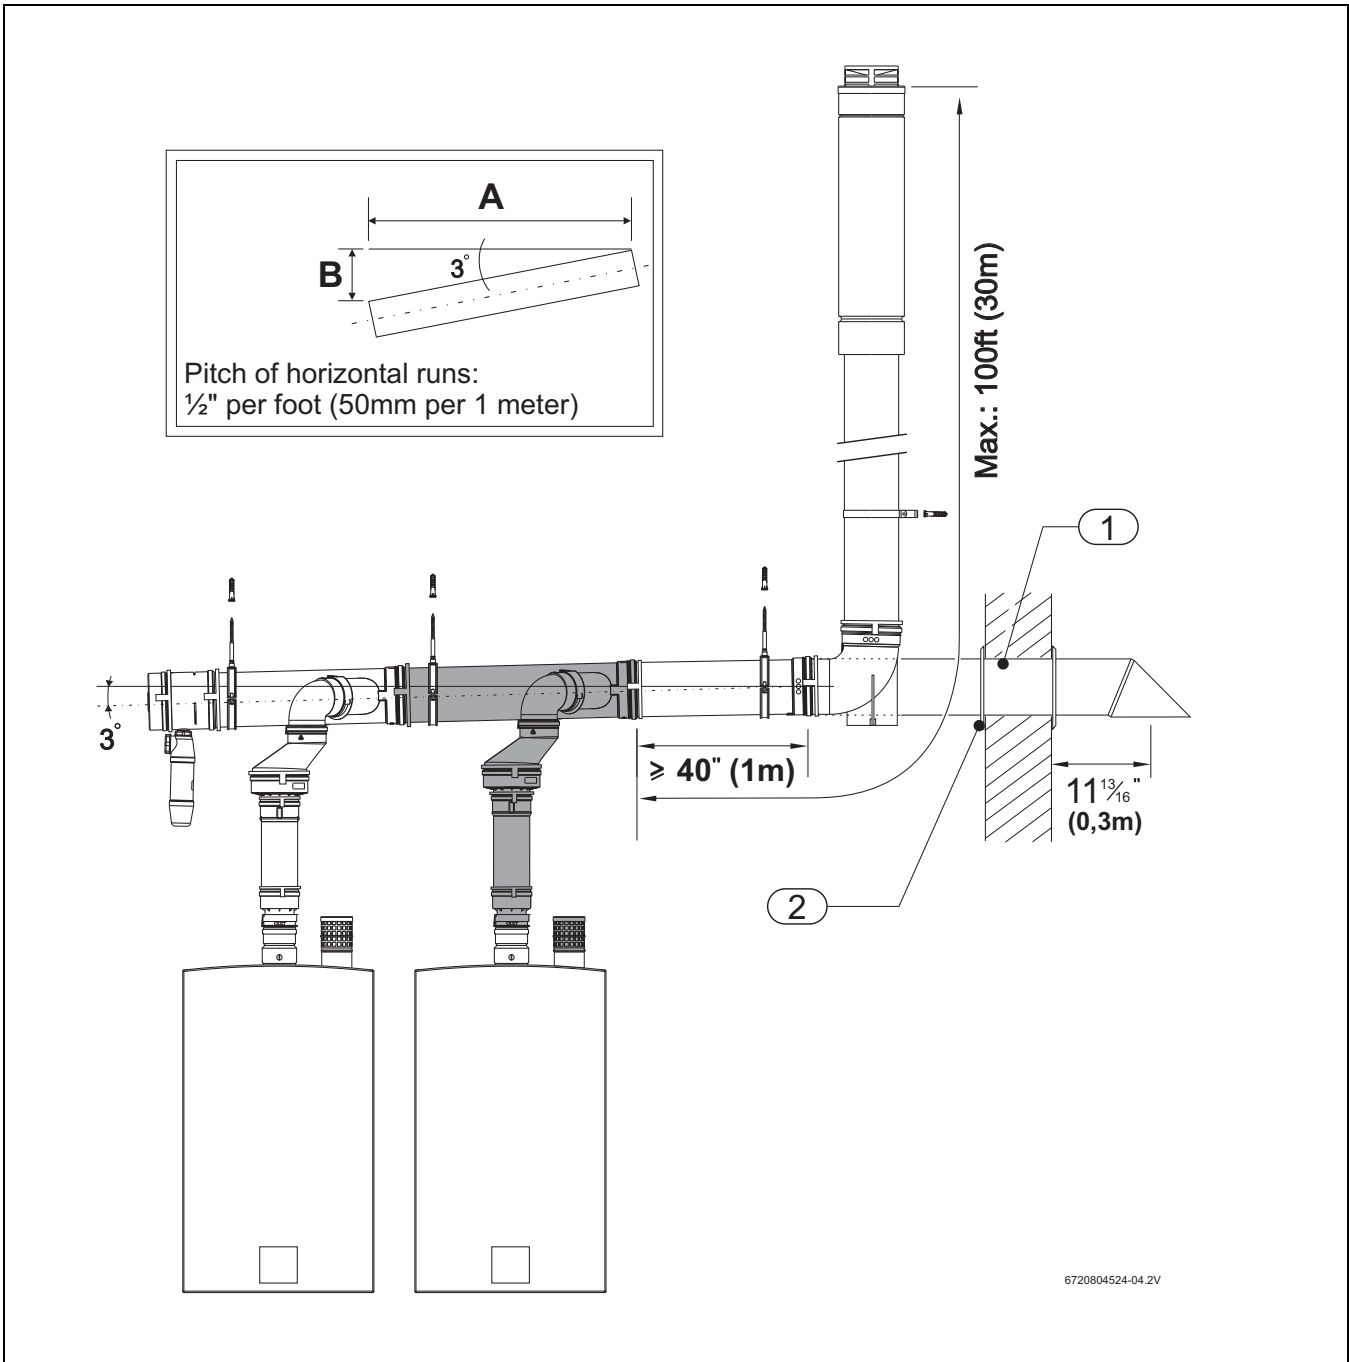 A
B
3°
Pitch of horizontal runs:
½" per foot (50mm per 1 meter)
Max.: 100ft (30m)
1
3°
≥ 40" (1m)
11 13/16"
(0,3m)
2
6720804524-04.2V